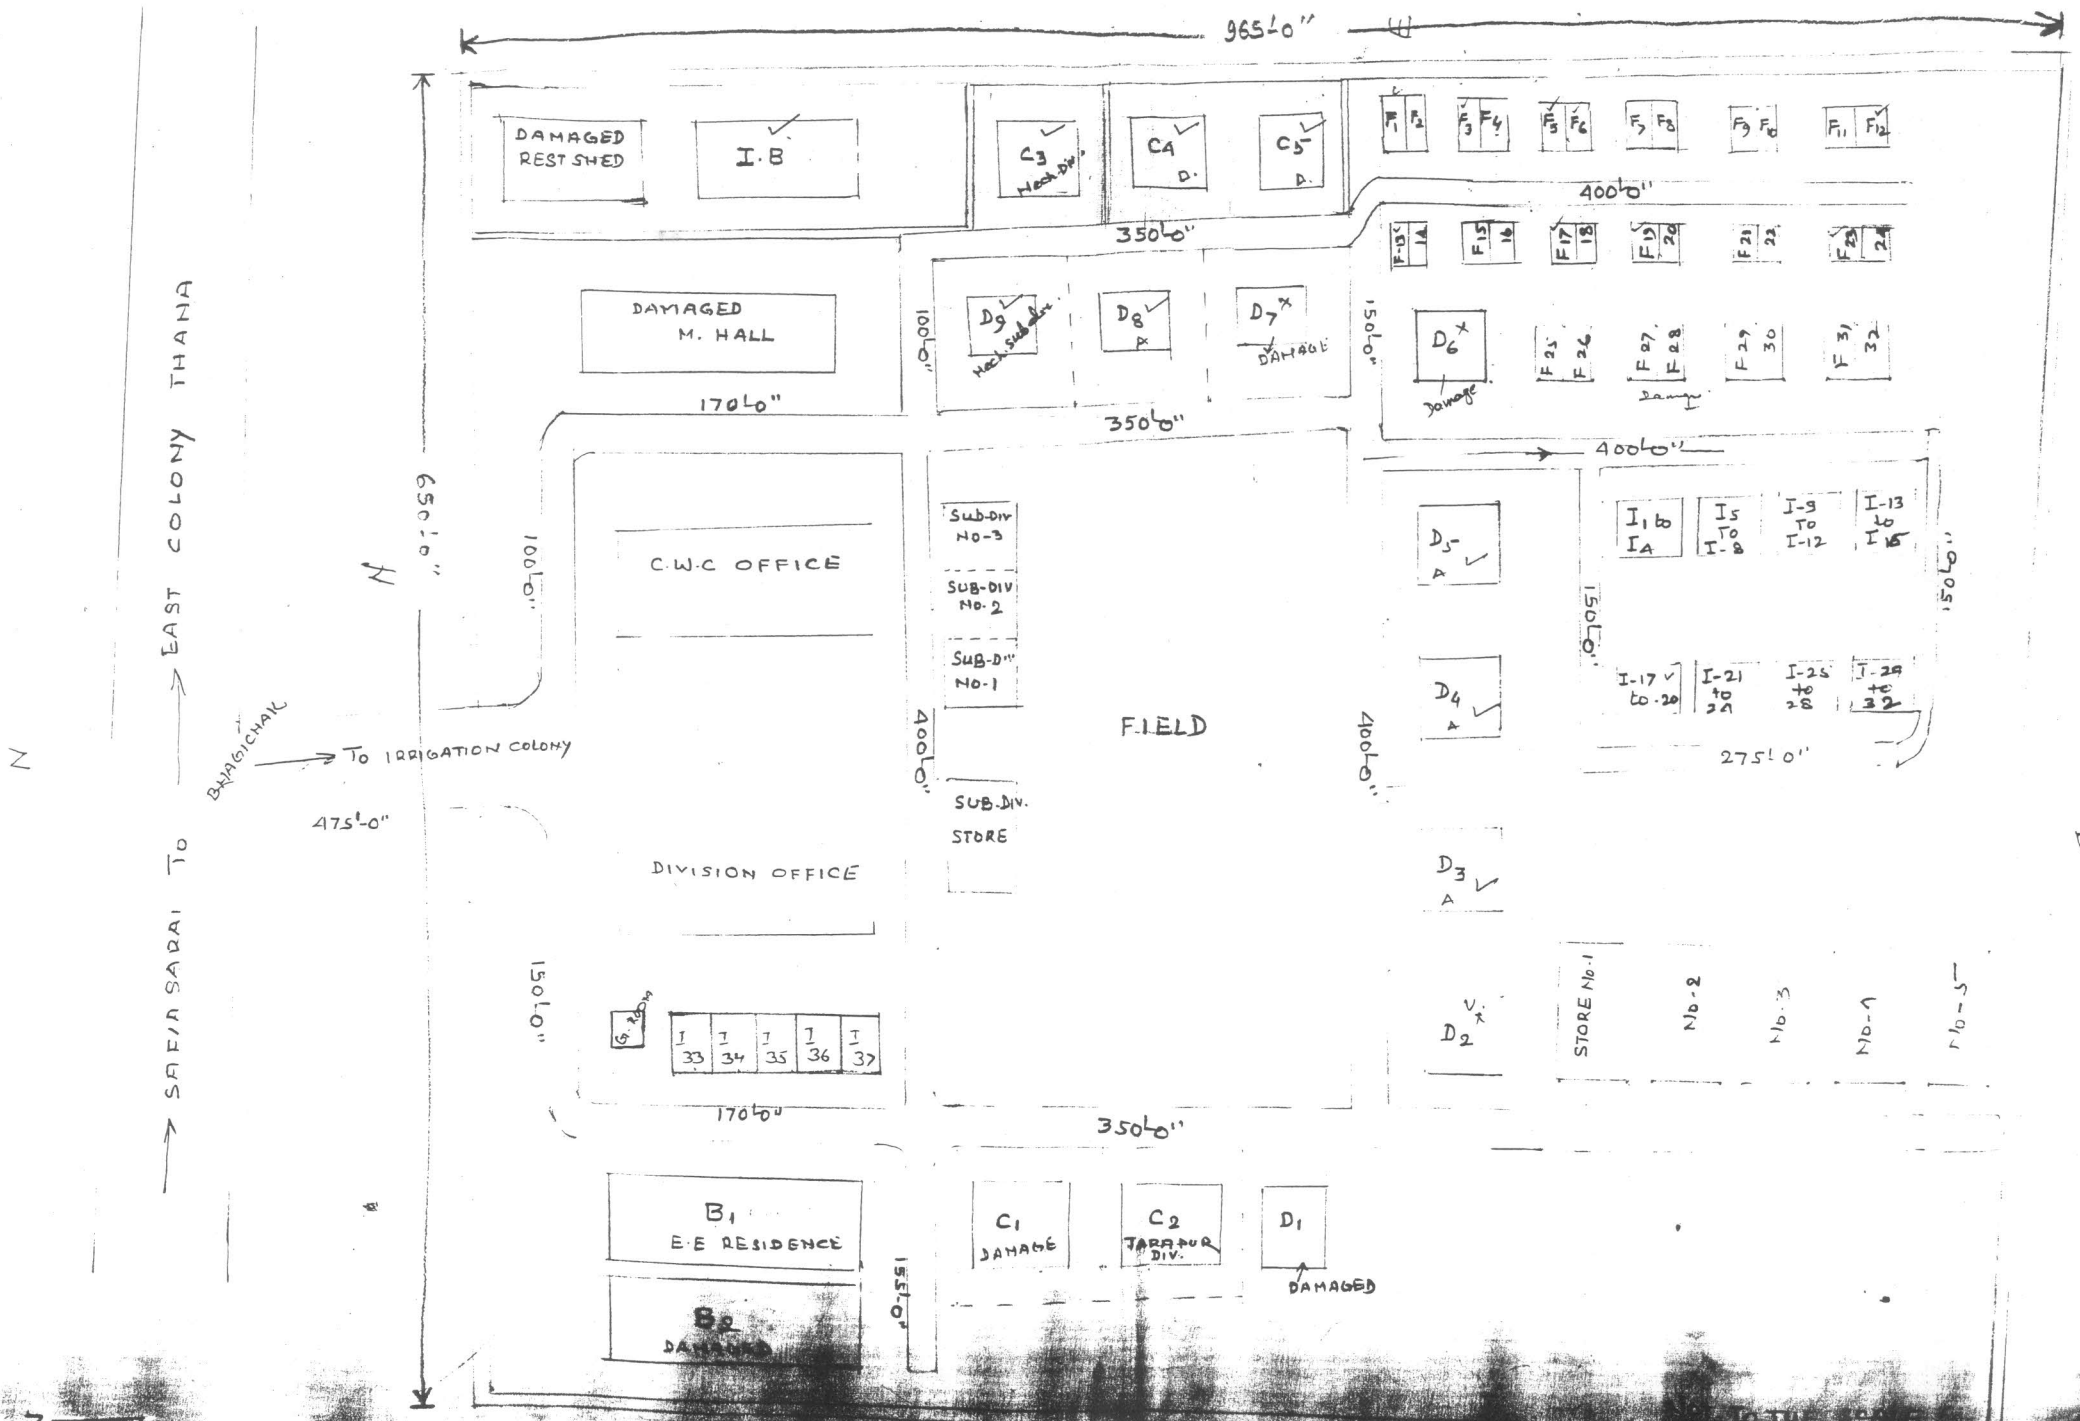 965'-0"
DAMAGED
REST SHED
I.B
C3
Mech. Div.
C4
D.
C5
D.
F1 F2
F3 F4
F5 F6
F7 F8
F9 F10
F11 F12
400'-0"
350'-0"
F-13 14
F15 16
F17 18
F19 20
F21 22
F23 24
DAMAGED
M. HALL
100'-0"
D9
Mech. Sub div.
D8
A
D7 x
DAMAGE
150'-0"
D6 x
Damage
F25 F26
F27 F28
F29 30
F31 32
170'-0"
350'-0"
400'-0"
650'-0"
N
100'-0"
C.W.C OFFICE
Sub-Div
No-3
SUB-DIV
No-2
SUB-DIV
No-1
D5
A
I1 to
I4
I5
To
I-8
I-9
To
I-12
I-13
to
150'-0"
150'-0"
D4
A
I-17
to-20
I-21
to
24
I-25
to
28
I-29
to
32
275'-0"
EAST COLONY THANA
SAFIASARAI TO
BHAGICHAK
TO IRRIGATION COLONY
475'-0"
N
400'-0"
FIELD
400'-0"
SUB-DIV.
STORE
DIVISION OFFICE
D3
A
150'-0"
G. ROOM
I 33
I 34
I 35
I 36
I 37
D2
STORE No-1
No-2
No-3
No-4
No-5
170'-0"
350'-0"
B1
E.E RESIDENCE
B2
DAMAGED
155'-0"
C1
DAMAGE
C2
TARAPUR
DIV.
D1
DAMAGED